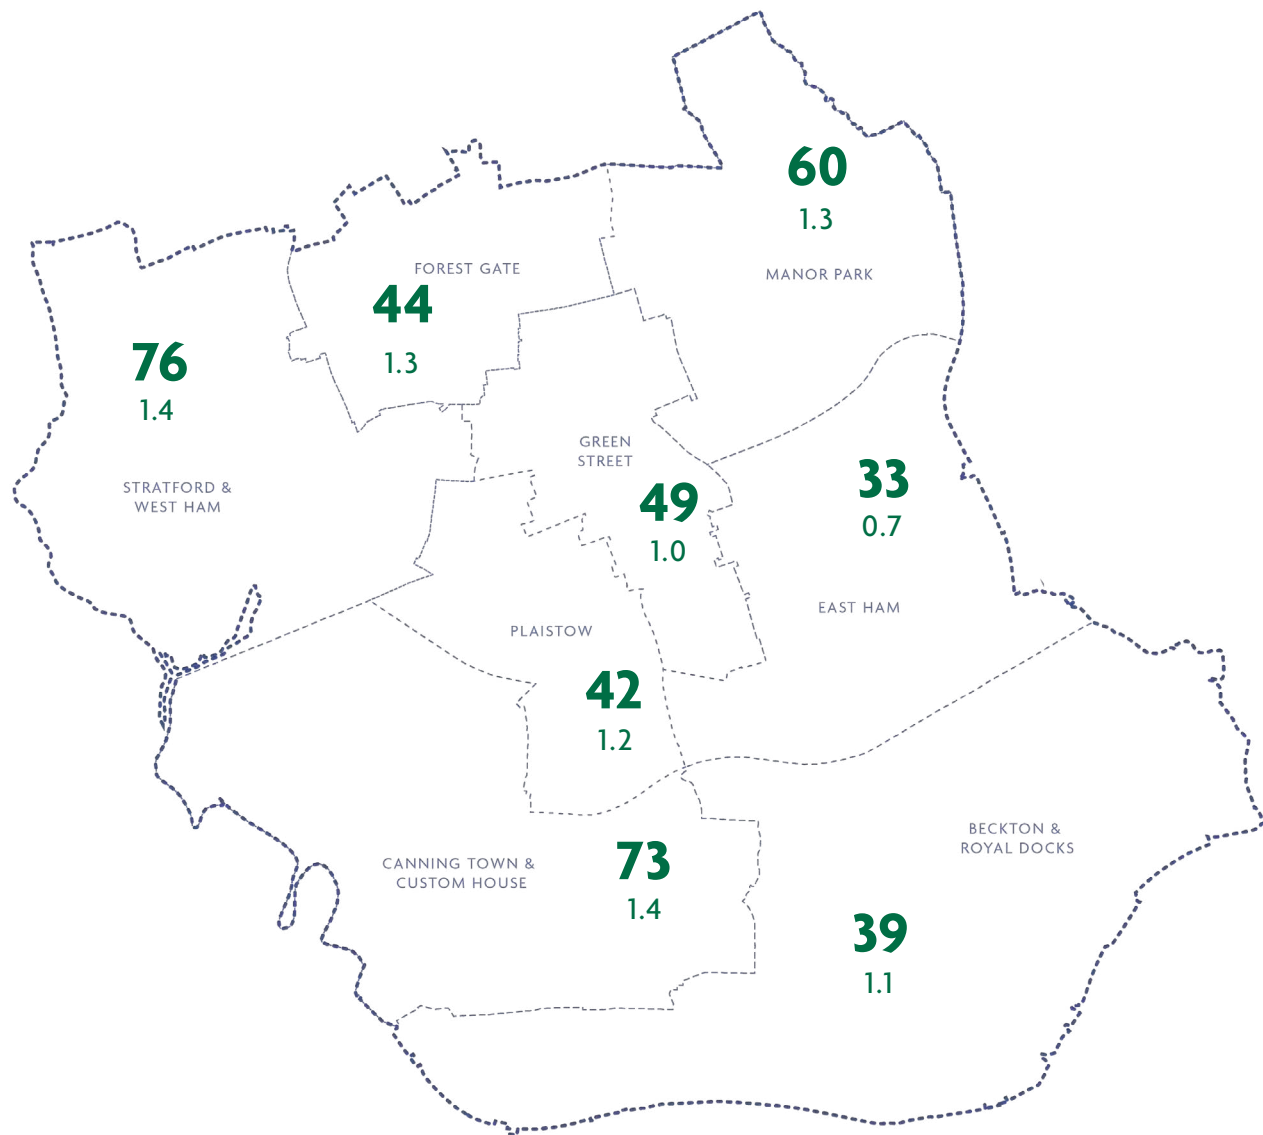 60
1.3
MANOR PARK
FOREST GATE
44
1.3
76
1.4
STRATFORD &
WEST HAM
GREEN
STREET
49
1.0
33
0.7
EAST HAM
PLAISTOW
42
1.2
CANNING TOWN &
CUSTOM HOUSE
73
1.4
BECKTON &
ROYAL DOCKS
39
1.1